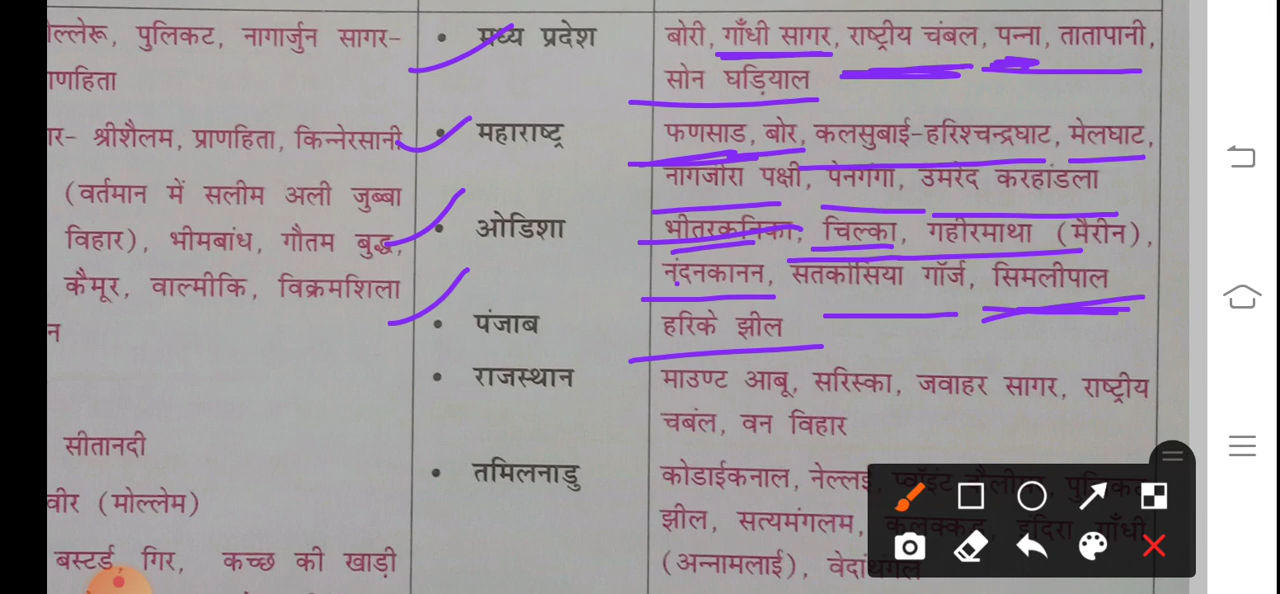 पुलिकट, नागार्जुन सागर-
श्रीशैलम, प्राणहिता, किन्नेरसानी
(वर्तमान में सलीम अली जुब्बा
विहार), भीमबांध, गौतम बुद्ध,
कैमूर, वाल्मीकि, विक्रमशिला
सीतानदी
(मोल्लेम)
बस्टर्ड, गिर, कच्छ की खाड़ी
• मध्य प्रदेश
बोरी, गाँधी सागर, राष्ट्रीय चंबल, पन्ना, तातापानी,
सोन घड़ियाल
• महाराष्ट्र
फणसाड, बोर, कलसुबाई-हरिश्चन्द्रघाट, मेलघाट,
नागजीरा पक्षी, पेनगंगा, उमरेद करहांडला
• ओडिशा
भीतरकनिका, चिल्का, गहीरमाथा (मैरीन),
नंदनकानन, सतकोसिया गॉर्ज, सिमलीपाल
• पंजाब
हरिके झील
• राजस्थान
माउण्ट आबू, सरिस्का, जवाहर सागर, राष्ट्रीय
चबंल, वन विहार
• तमिलनाडु
कोडाईकनाल, नेल्लई,
झील, सत्यमंगलम,
(अन्नामलाई),